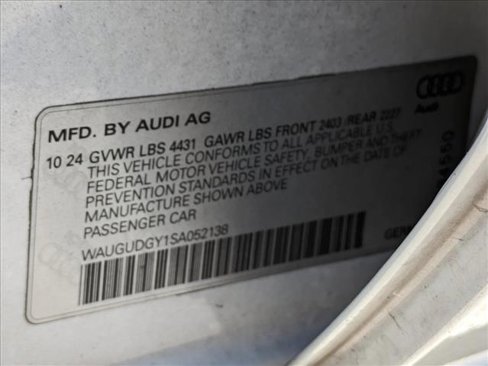 MFD. BY AUDI AG
Audi
10 24 GVWR LBS 4431 GAWR LBS FRONT 2403 /REAR 2227
THIS VEHICLE CONFORMS TO ALL APPLICABLE U.S.
FEDERAL MOTOR VEHICLE SAFETY, BUMPER AND THEFT
PREVENTION STANDARDS IN EFFECT ON THE DATE OF
MANUFACTURE SHOWN ABOVE
PASSENGER CAR
WAUGUDGY1SA052138